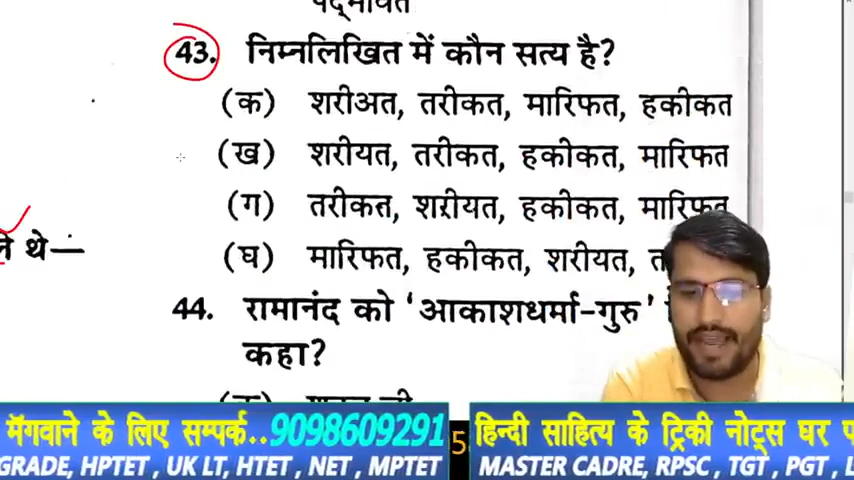 पद्मावत
43. निम्नलिखित में कौन सत्य है?
(क) शरीअत, तरीकत, मारिफत, हकीकत
(ख) शरीयत, तरीकत, हकीकत, मारिफत
(ग) तरीकत, शरीयत, हकीकत, मारिफत
(घ) मारिफत, हकीकत, शरीयत,
थे—
44. रामानंद को 'आकाशधर्मा-गुरु'
कहा?
मँगवाने के लिए सम्पर्क..9098609291
GRADE, HPTET , UK LT, HTET , NET , MPTET
5
हिन्दी साहित्य के ट्रिकी नोट्स घर
MASTER CADRE, RPSC , TGT , PGT ,